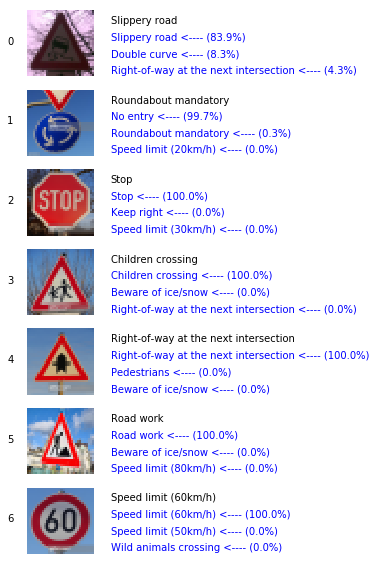 Slippery road
0
Slippery road <---- (83.9%)
Double curve <---- (8.3%)
Right-of-way at the next intersection <---- (4.3%)
Roundabout mandatory
1
No entry <---- (99.7%)
Roundabout mandatory <---- (0.3%)
Speed limit (20km/h) <---- (0.0%)
Stop
2
STOP
Stop <---- (100.0%)
Keep right <---- (0.0%)
Speed limit (30km/h) <---- (0.0%)
Children crossing
3
Children crossing <---- (100.0%)
Beware of ice/snow <---- (0.0%)
Right-of-way at the next intersection <---- (0.0%)
Right-of-way at the next intersection
4
Right-of-way at the next intersection <---- (100.0%)
Pedestrians <---- (0.0%)
Beware of ice/snow <---- (0.0%)
Road work
5
Road work <---- (100.0%)
Beware of ice/snow <---- (0.0%)
Speed limit (80km/h) <---- (0.0%)
Speed limit (60km/h)
6
60
Speed limit (60km/h) <---- (100.0%)
Speed limit (50km/h) <---- (0.0%)
Wild animals crossing <---- (0.0%)